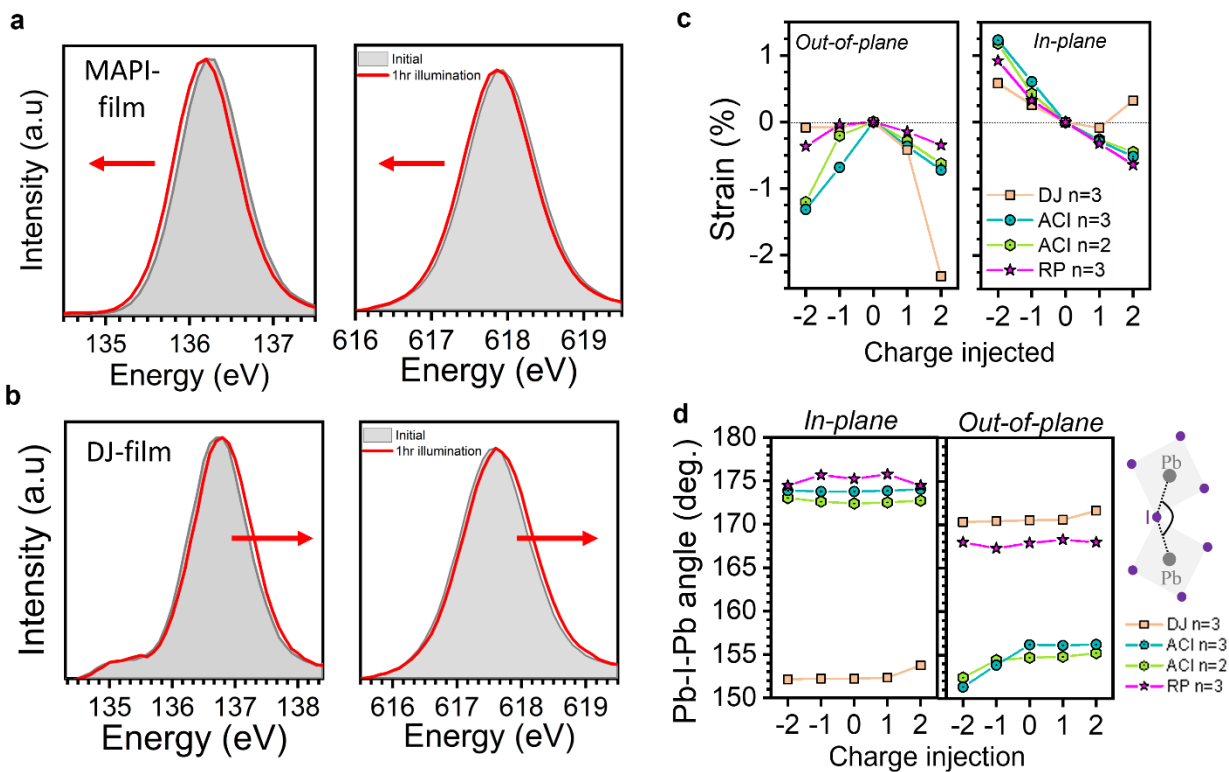 a
MAPI-
film
Intensity (a.u)
135 136 137
Energy (eV)
Initial
1hr illumination
616 617 618 619
Energy (eV)
b
DJ-film
Intensity (a.u)
135 136 137 138
Energy (eV)
Initial
1hr illumination
616 617 618 619
Energy (eV)
c
Out-of-plane
In-plane
Strain (%)
1
0
-1
-2
DJ n=3
ACI n=3
ACI n=2
RP n=3
-2 -1 0 1 2
-2 -1 0 1 2
Charge injected
d
In-plane
Out-of-plane
Pb-I-Pb angle (deg.)
180
175
170
165
160
155
150
-2 -1 0 1 2
-2 -1 0 1 2
Charge injection
Pb
I
Pb
DJ n=3
ACI n=3
ACI n=2
RP n=3